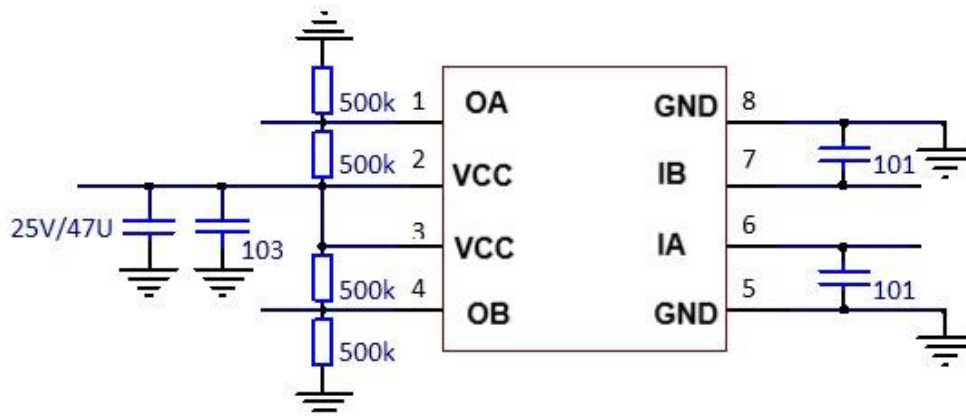 500k 1 OA GND 8
500k 2 VCC IB 7 101
25V/47U 103 3 VCC IA 6
500k 4 OB GND 5 101
500k